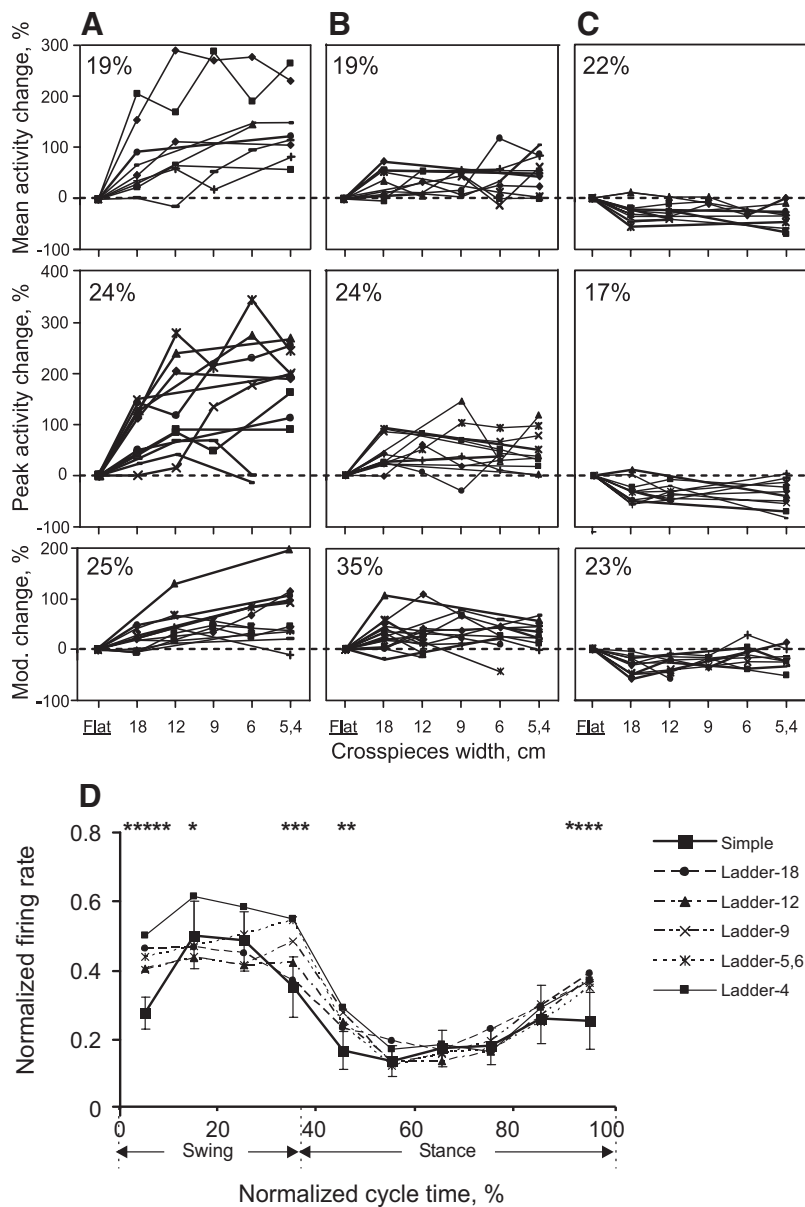 A B C
Mean activity change, %
300
200
100
0
-100
19%
19%
22%
Peak activity change, %
400
300
200
100
0
-100
24%
24%
17%
Mod. change, %
200
100
0
-100
25%
35%
23%
Flat 18 12 9 6 5,4
Flat 18 12 9 6 5,4
Flat 18 12 9 6 5,4
Crosspieces width, cm
D
***** * *** ** ****
Normalized firing rate
0.8
0.6
0.4
0.2
0
0 20 40 60 80 100
Swing Stance
Normalized cycle time, %
Simple
Ladder-18
Ladder-12
Ladder-9
Ladder-5,6
Ladder-4